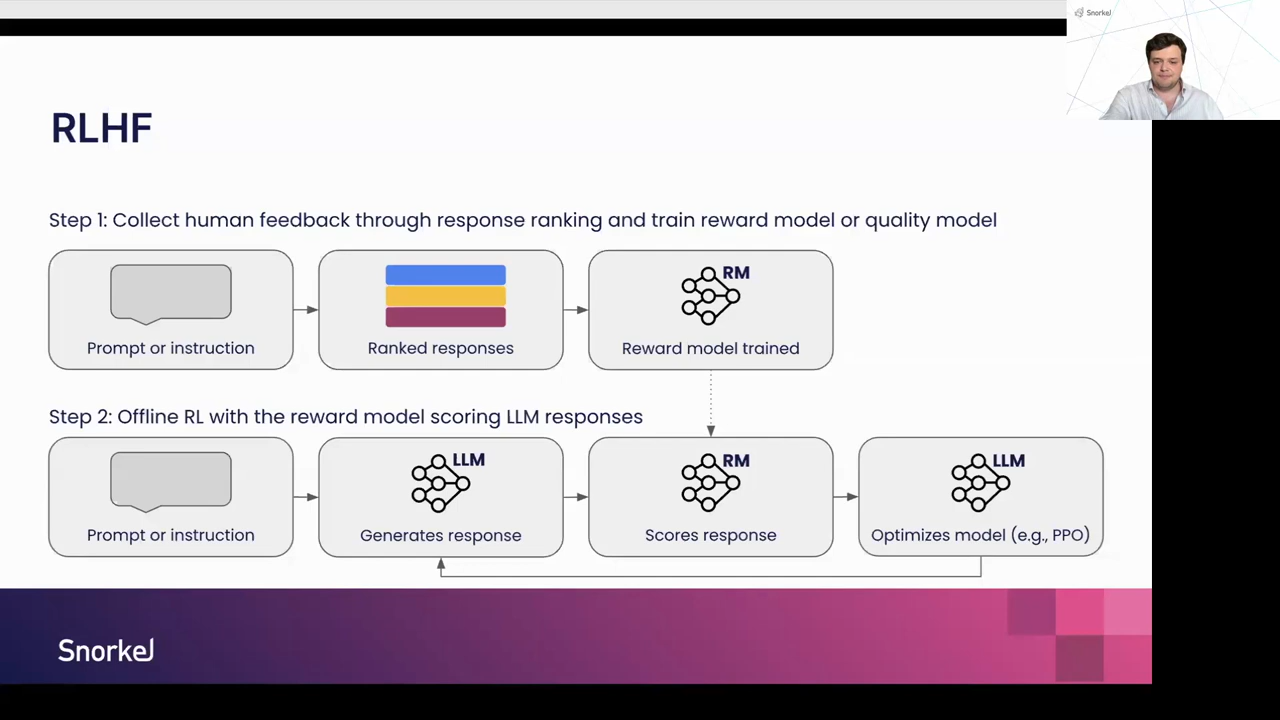 Snorkel
RLHF
Step 1: Collect human feedback through response ranking and train reward model or quality model
RM
Prompt or instruction
Ranked responses
Reward model trained
Step 2: Offline RL with the reward model scoring LLM responses
LLM
RM
LLM
Prompt or instruction
Generates response
Scores response
Optimizes model (e.g., PPO)
Snorkel